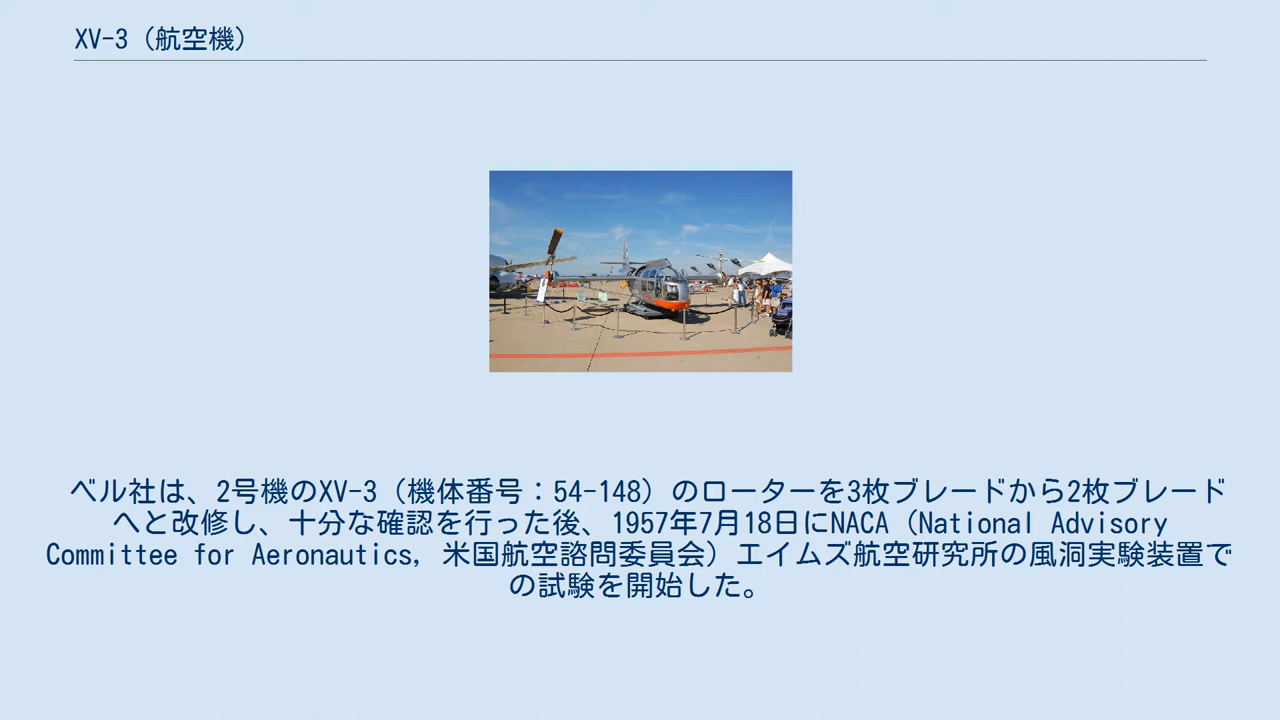 XV-3（航空機）
ベル社は、2号機のXV-3（機体番号：54-148）のローターを3枚ブレードから2枚ブレード
へと改修し、十分な確認を行った後、1957年7月18日にNACA（National Advisory
Committee for Aeronautics, 米国航空諮問委員会）エイムズ航空研究所の風洞実験装置で
の試験を開始した。